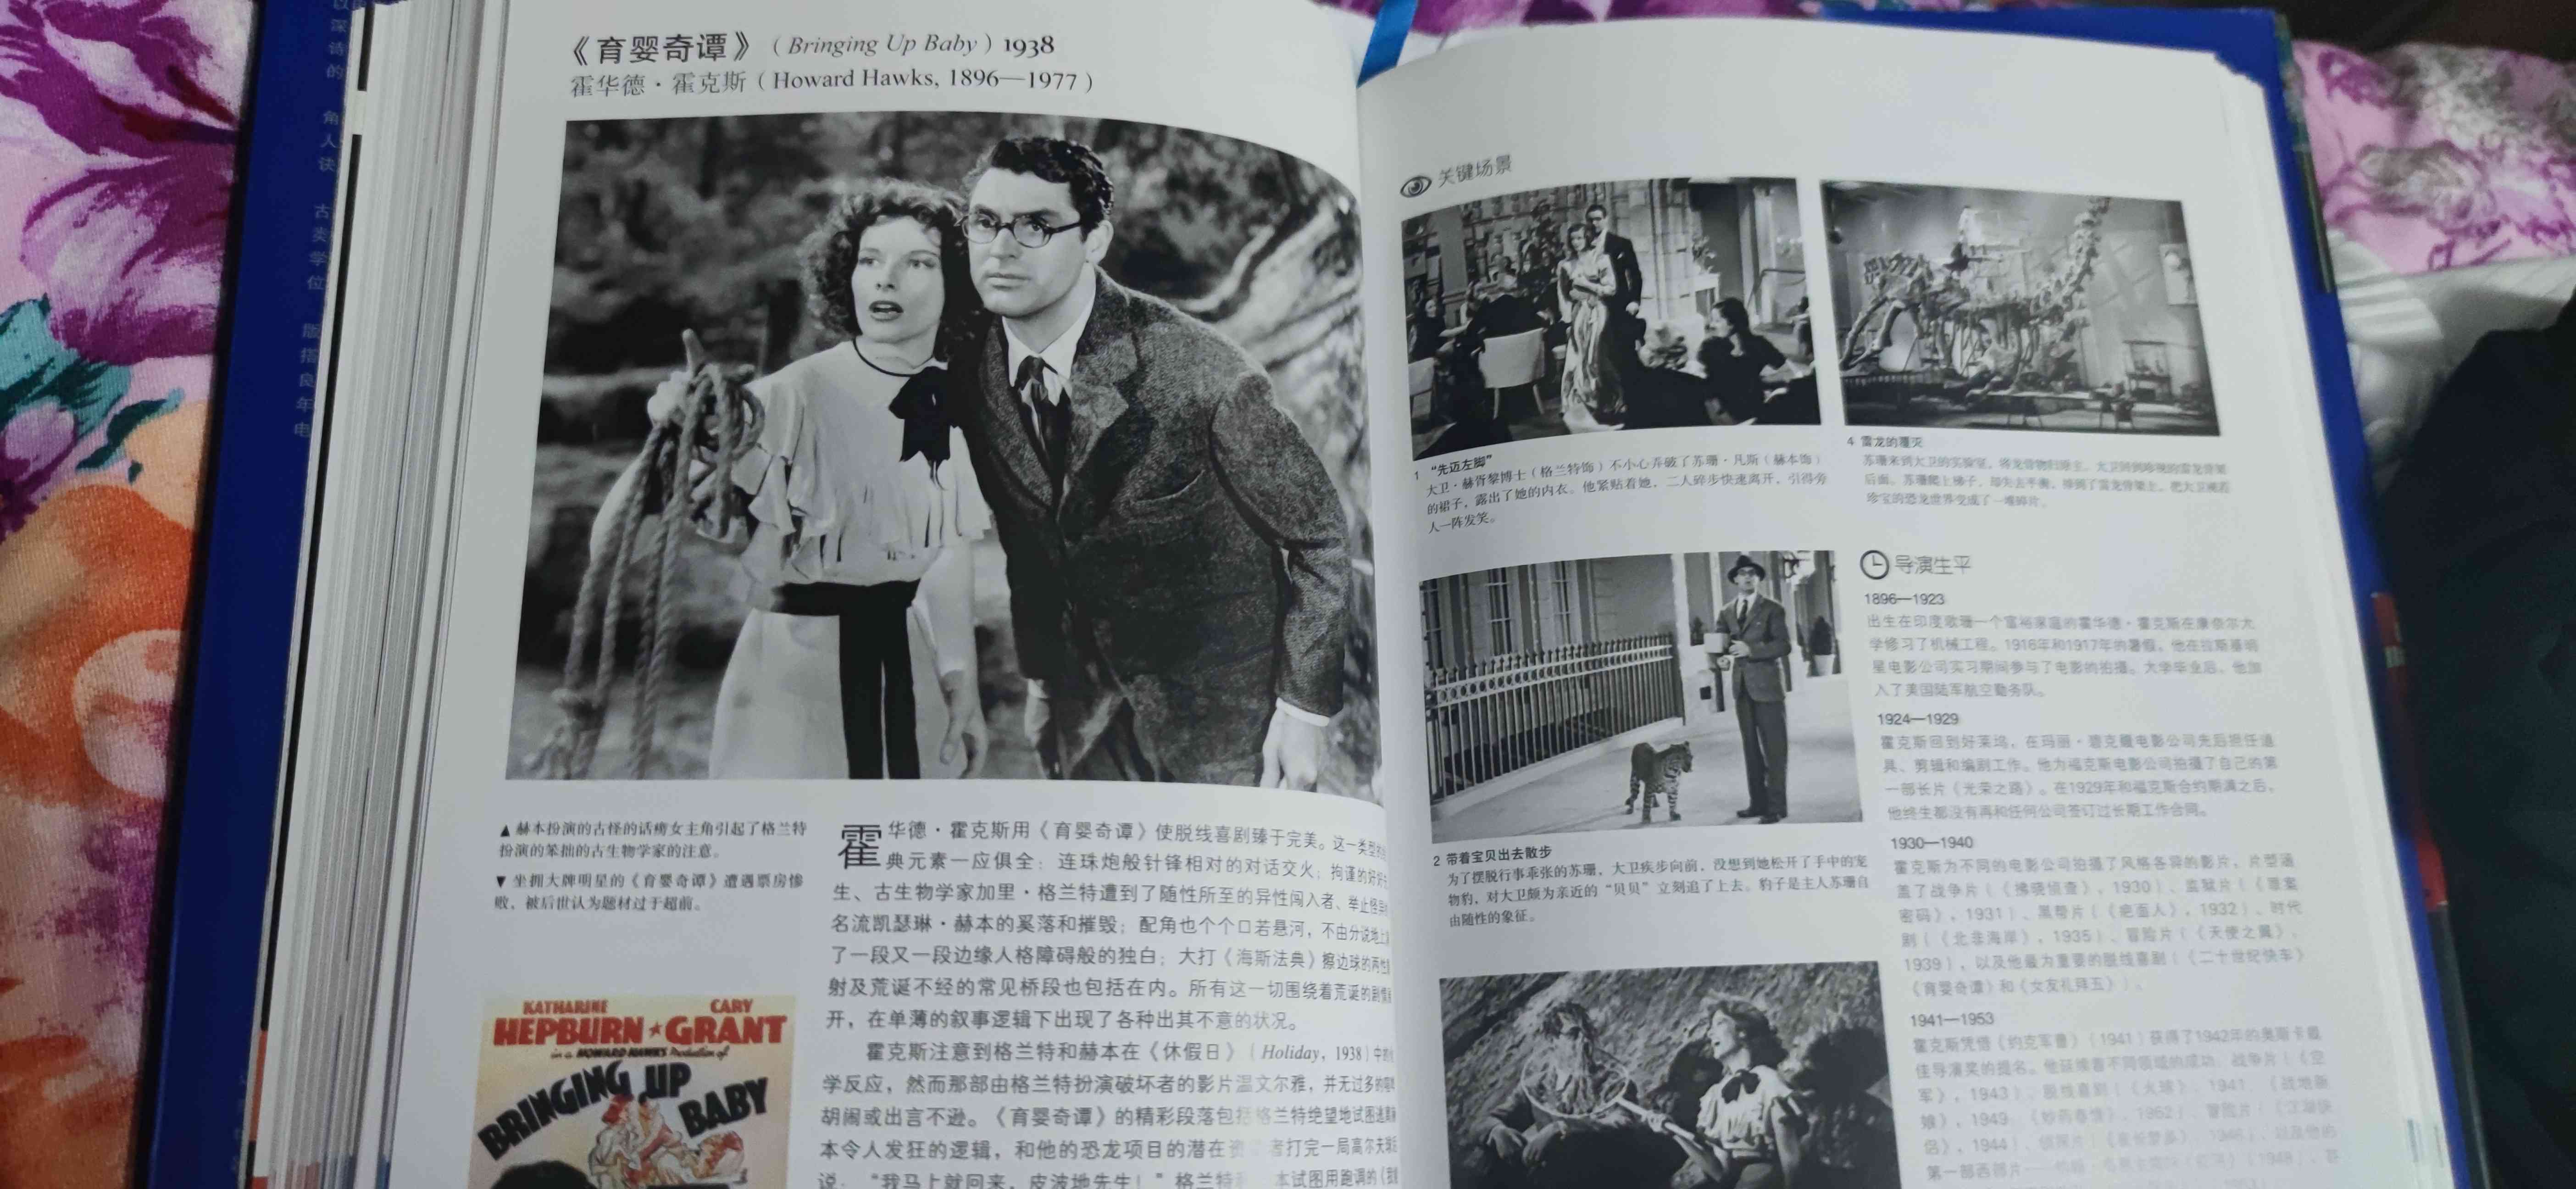 《育婴奇谭》（Bringing Up Baby）1938
霍华德·霍克斯（Howard Hawks, 1896—1977）
▲ 赫本扮演的古怪的话痨女主角引起了格兰特
扮演的笨拙的古生物学家的注意。
▼ 坐拥大牌明星的《育婴奇谭》遭遇票房惨
败，被后世认为题材过于超前。
KATHARINE CARY
HEPBURN★GRANT
in a HOWARD HAWKS Production of
BRINGING UP
BABY
霍华德·霍克斯用《育婴奇谭》使脱线喜剧臻于完美。这一类型的
典元素一应俱全：连珠炮般针锋相对的对话交火；拘谨的好好先
生、古生物学家加里·格兰特遭到了随性所至的异性闯入者、举止怪异
名流凯瑟琳·赫本的奚落和摧毁；配角也个个口若悬河，不由分说地上
了一段又一段边缘人格障碍般的独白；大打《海斯法典》擦边球的两性
射及荒诞不经的常见桥段也包括在内。所有这一切围绕着荒诞的剧情
开，在单薄的叙事逻辑下出现了各种出其不意的状况。
霍克斯注意到格兰特和赫本在《休假日》（Holiday, 1938）中的
学反应，然而那部由格兰特扮演破坏者的影片温文尔雅，并无过多的
胡闹或出言不逊。《育婴奇谭》的精彩段落包括格兰特绝望地试图逃离
本令人发狂的逻辑，和他的恐龙项目的潜在资 者打完一局高尔夫球后
说：“我马上就回来，皮波地先生！”格兰特 本试图用跑调的《我
关键场景
1 “先迈左脚”
大卫·赫胥黎博士（格兰特饰）不小心弄破了苏珊·凡斯（赫本饰）
的裙子，露出了她的内衣。他紧贴着她，二人碎步快速离开，引得旁
人一阵发笑。
2 带着宝贝出去散步
为了摆脱行事乖张的苏珊，大卫疾步向前，没想到她松开了手中的宠
物豹，对大卫颇为亲近的“贝贝”立刻追了上去。豹子是主人苏珊自
由随性的象征。
4 雷龙的覆灭
苏珊来到大卫的实验室，将龙骨物归原主。大卫转到珍视的雷龙骨架
后面，苏珊爬上梯子，却失去平衡，摔到了雷龙骨架上，把大卫视若
珍宝的恐龙世界变成了一堆碎片。
导演生平
1896—1923
出生在印度歌珊一个富裕家庭的霍华德·霍克斯在康奈尔大
学修习了机械工程。1916年和1917年的暑假，他在拉斯基明
星电影公司实习期间参与了电影的拍摄。大学毕业后，他加
入了美国陆军航空勤务队。
1924—1929
霍克斯回到好莱坞，在玛丽·碧克馥电影公司先后担任道
具、剪辑和编剧工作。他为福克斯电影公司拍摄了自己的第
一部长片《光荣之路》。在1929年和福克斯合约期满之后，
他终生都没有再和任何公司签订过长期工作合同。
1930—1940
霍克斯为不同的电影公司拍摄了风格各异的影片，片型涵
盖了战争片（《拂晓侦查》，1930）、监狱片（《罪案
密码》，1931）、黑帮片（《疤面人》，1932）、时代
剧（《北非海岸》，1935）、冒险片（《天使之翼》，
1939），以及他最为重要的脱线喜剧（《二十世纪快车》
《育婴奇谭》和《女友礼拜五》）。
1941—1953
霍克斯凭借《约克军曹》（1941）获得了1942年的奥斯卡最
佳导演奖的提名。他延续着不同领域的成功：战争片（《空
军》，1943）、脱线喜剧（《火球》，1941，《战地新
娘》，1949，《妙药春情》，1952）、冒险片（《江湖侠
侣》，1944）、侦探片（《夜长梦多》，1946），以及他的
第一部西部片